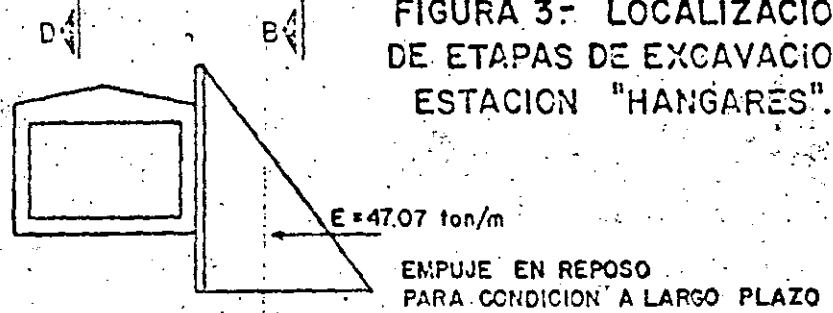 D
B
FIGURA 3.- LOCALIZACIO
DE ETAPAS DE EXCAVACIO
ESTACION "HANGARES".
E=47.07 ton/m
EMPUJE EN REPOSO
PARA CONDICION A LARGO PLAZO